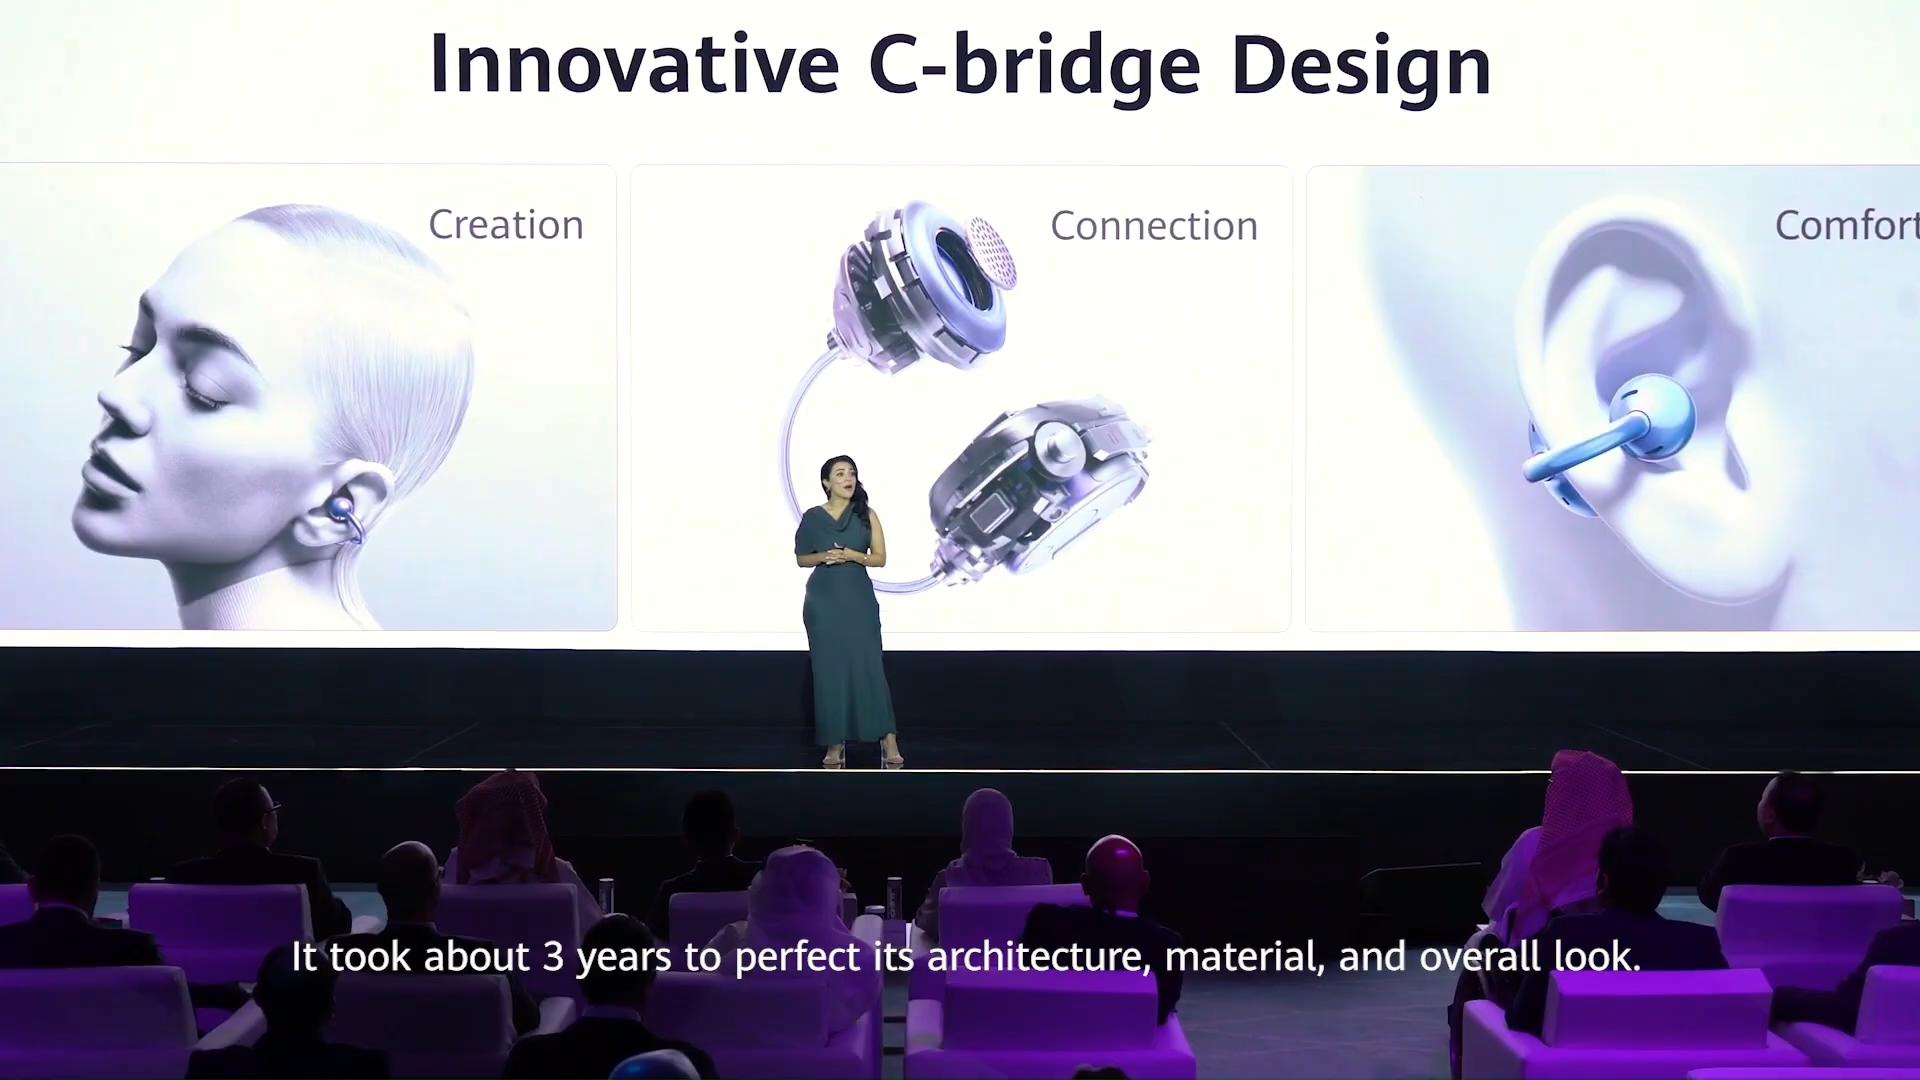 Innovative C-bridge Design
Creation
Connection
Comfort
It took about 3 years to perfect its architecture, material, and overall look.